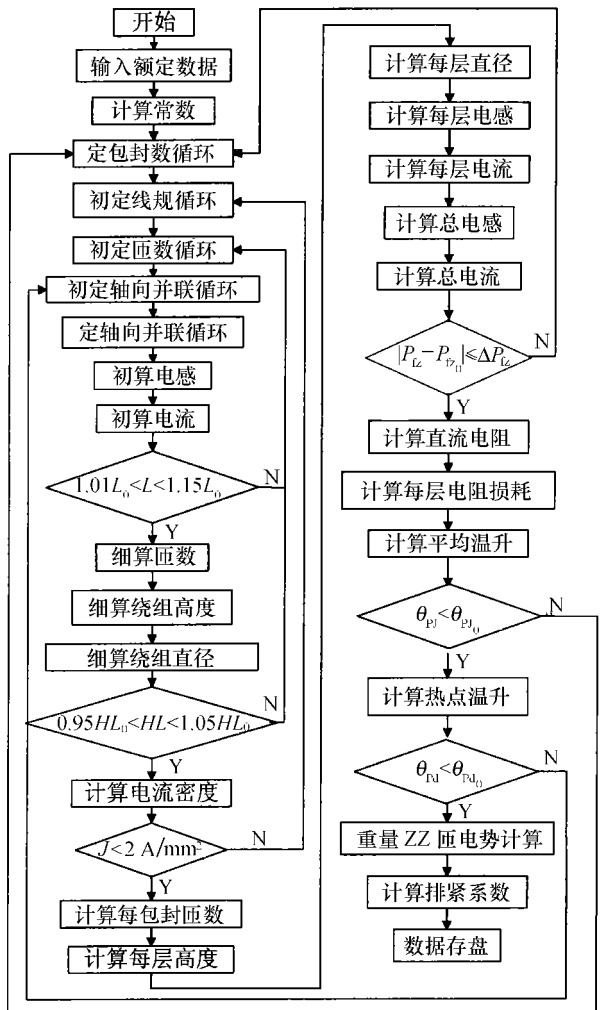 开始
输入额定数据
计算常数
定包封数循环
初定线规循环
初定匝数循环
初定轴向并联循环
定轴向并联循环
初算电感
初算电流
1.01L₀<L<1.15L₀
N
Y
细算匝数
细算绕组高度
细算绕组直径
0.95HL₀<HL<1.05HL₀
N
Y
计算电流密度
J<2 A/mm²
N
Y
计算每包封匝数
计算每层高度
计算每层直径
计算每层电感
计算每层电流
计算总电感
计算总电流
|P_fz−P_fz₀|≤ΔP_fz
N
Y
计算直流电阻
计算每层电阻损耗
计算平均温升
θ_PJ<θ_PJ₀
N
Y
计算热点温升
θ_Pd<θ_Pd₀
N
Y
重量 ZZ 匝电势计算
计算排紧系数
数据存盘